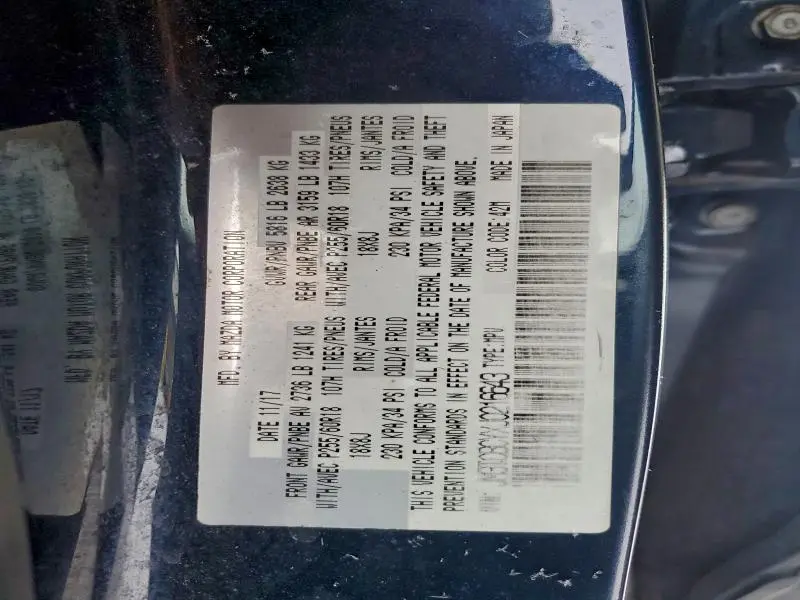 MFD. BY MAZDA MOTOR CORPORATION
DATE 11/17 GVWR/PNBV 5816 LB 2638 KG
FRONT GAWR/PNBE AV 2736 LB 1241 KG REAR GAWR/PNBE AR 3159 LB 1433 KG
WITH/AVEC P255/60R18 107H TIRES/PNEUS WITH/AVEC P255/60R18 107H TIRES/PNEUS
18X8J RIMS/JANTES 18X8J RIMS/JANTES
230 KPA/34 PSI COLD/A FROID 230 KPA/34 PSI COLD/A FROID
THIS VEHICLE CONFORMS TO ALL APPLICABLE FEDERAL MOTOR VEHICLE SAFETY AND THEFT
PREVENTION STANDARDS IN EFFECT ON THE DATE OF MANUFACTURE SHOWN ABOVE.
TYPE:MPV COLOR CODE:42M MADE IN JAPAN